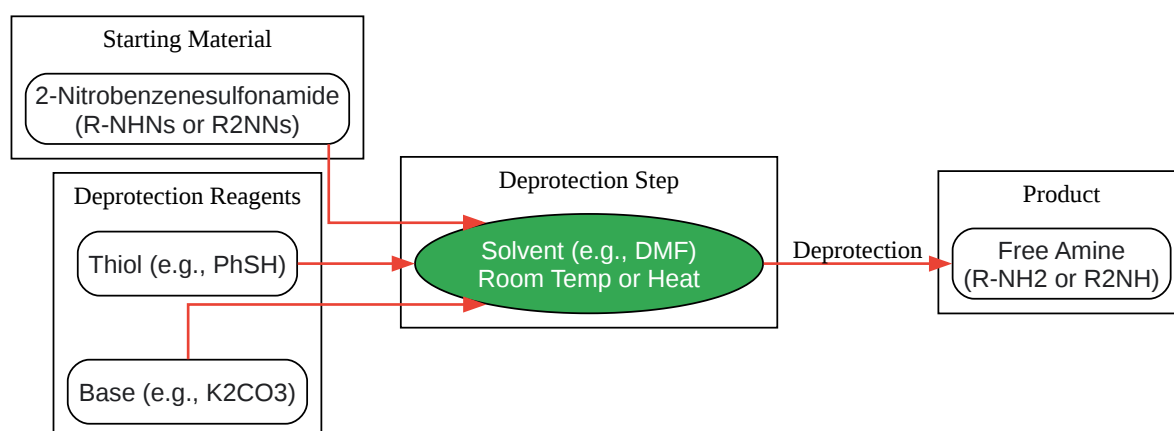 Starting Material
2-Nitrobenzenesulfonamide
(R-NHNs or R2NNs)
Deprotection Reagents
Thiol (e.g., PhSH)
Base (e.g., K2CO3)
Deprotection Step
Solvent (e.g., DMF)
Room Temp or Heat
Deprotection
Product
Free Amine
(R-NH2 or R2NH)